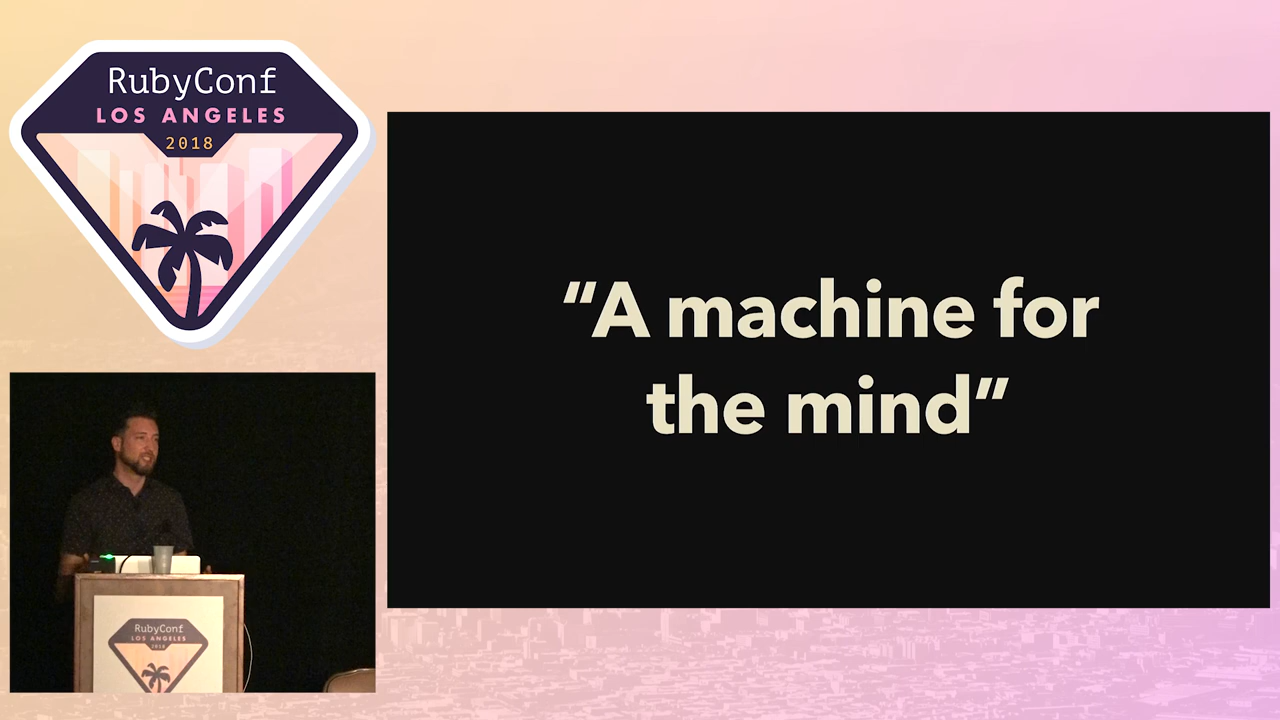 RubyConf
LOS ANGELES
2018
“A machine for
the mind”
RubyConf
LOS ANGELES
2018